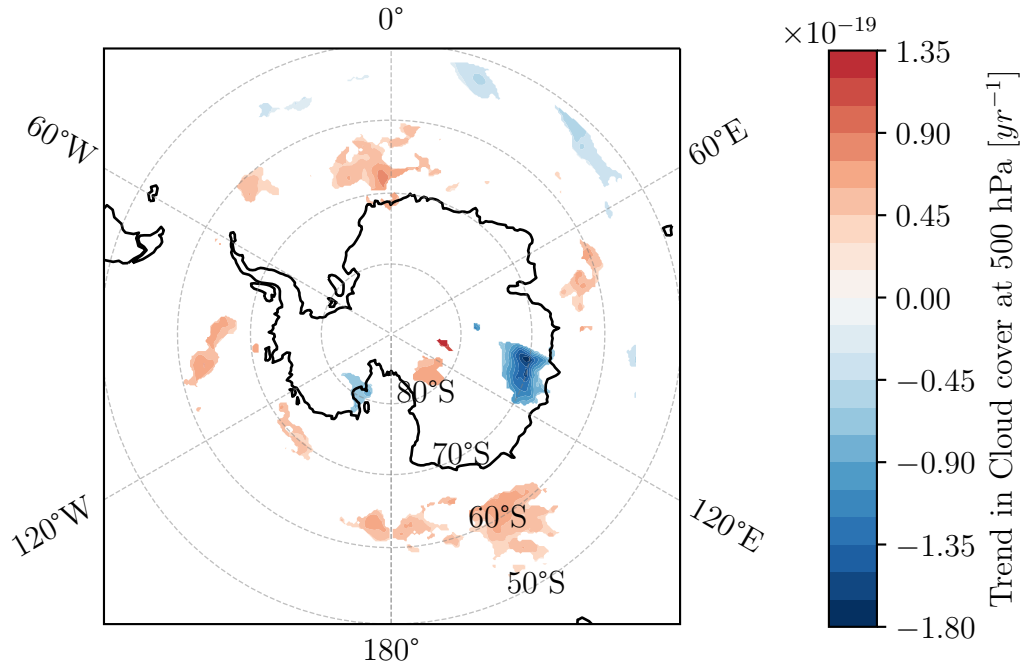 0°
60°W
60°E
120°W
120°E
180°
80°S
70°S
60°S
50°S
×10⁻¹⁹
1.35
0.90
0.45
0.00
−0.45
−0.90
−1.35
−1.80
Trend in Cloud cover at 500 hPa [yr⁻¹]